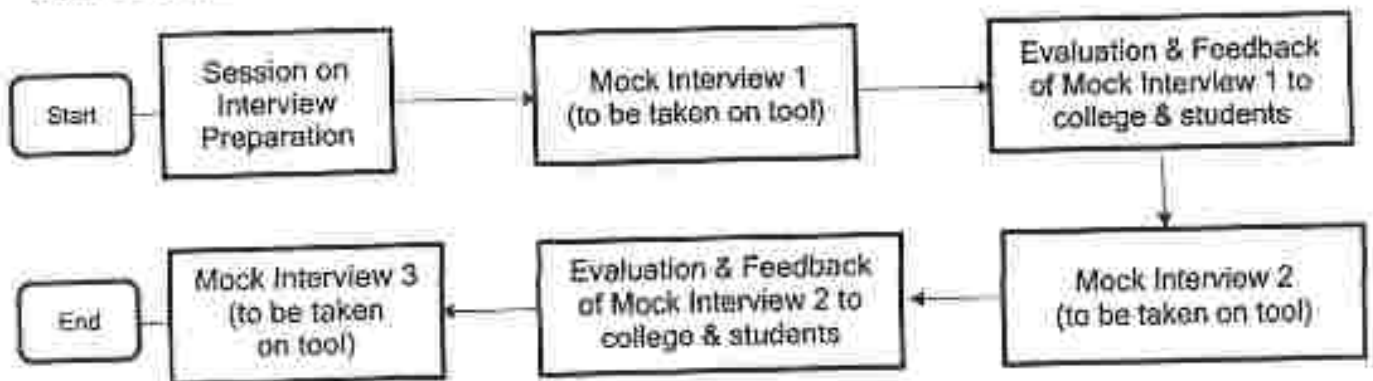 Start
Session on
Interview
Preparation
Mock Interview 1
(to be taken on tool)
Evaluation & Feedback
of Mock Interview 1 to
college & students
Mock Interview 2
(to be taken on tool)
Evaluation & Feedback
of Mock Interview 2 to
college & students
Mock Interview 3
(to be taken
on tool)
End